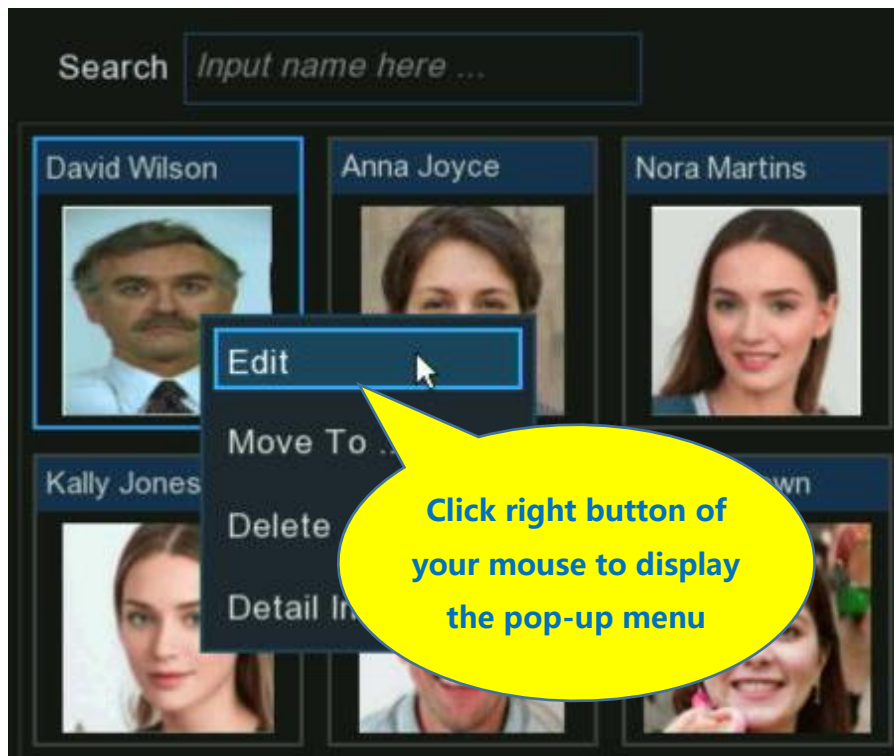 Search Input name here ...
David Wilson Anna Joyce Nora Martins
Edit
Move To ..
Kally Jones
Delete
Detail
Click right button of
your mouse to display
the pop-up menu